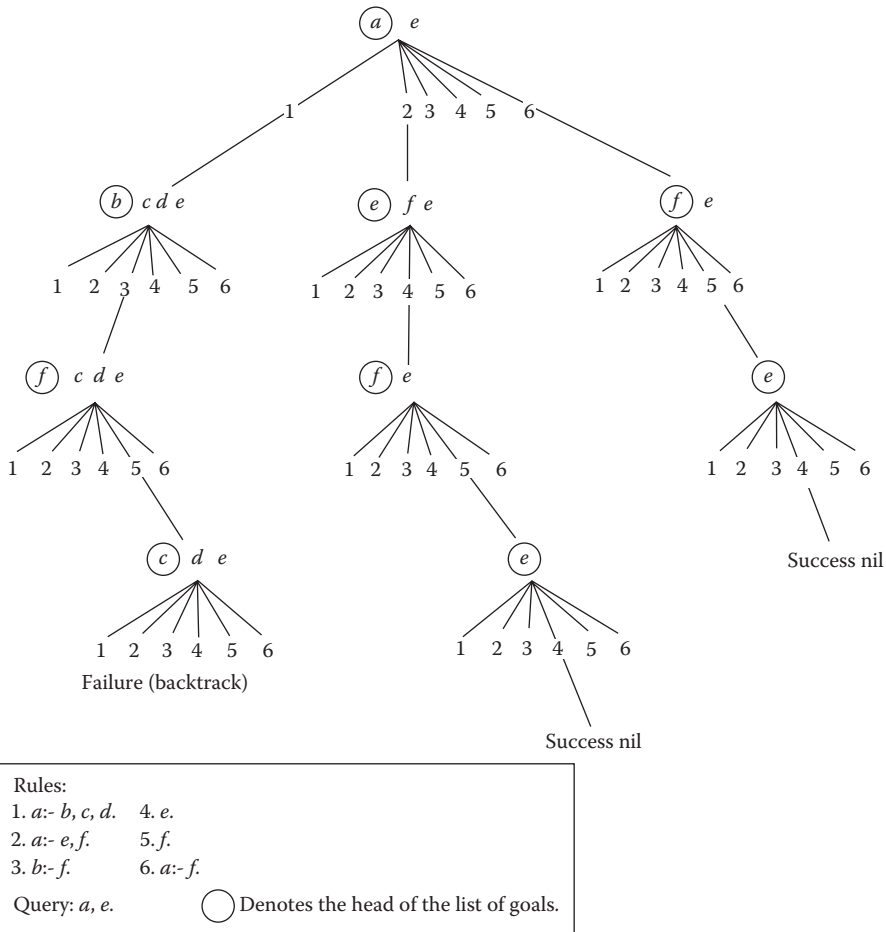 a e
1 2 3 4 5 6
b c d e e f e f e
1 2 3 4 5 6 1 2 3 4 5 6 1 2 3 4 5 6
f c d e f e e
1 2 3 4 5 6 1 2 3 4 5 6 1 2 3 4 5 6
c d e e Success nil
1 2 3 4 5 6 1 2 3 4 5 6
Failure (backtrack)
Success nil
Rules:
1. a:- b, c, d. 4. e.
2. a:- e, f. 5. f.
3. b:- f. 6. a:- f.
Query: a, e. Denotes the head of the list of goals.